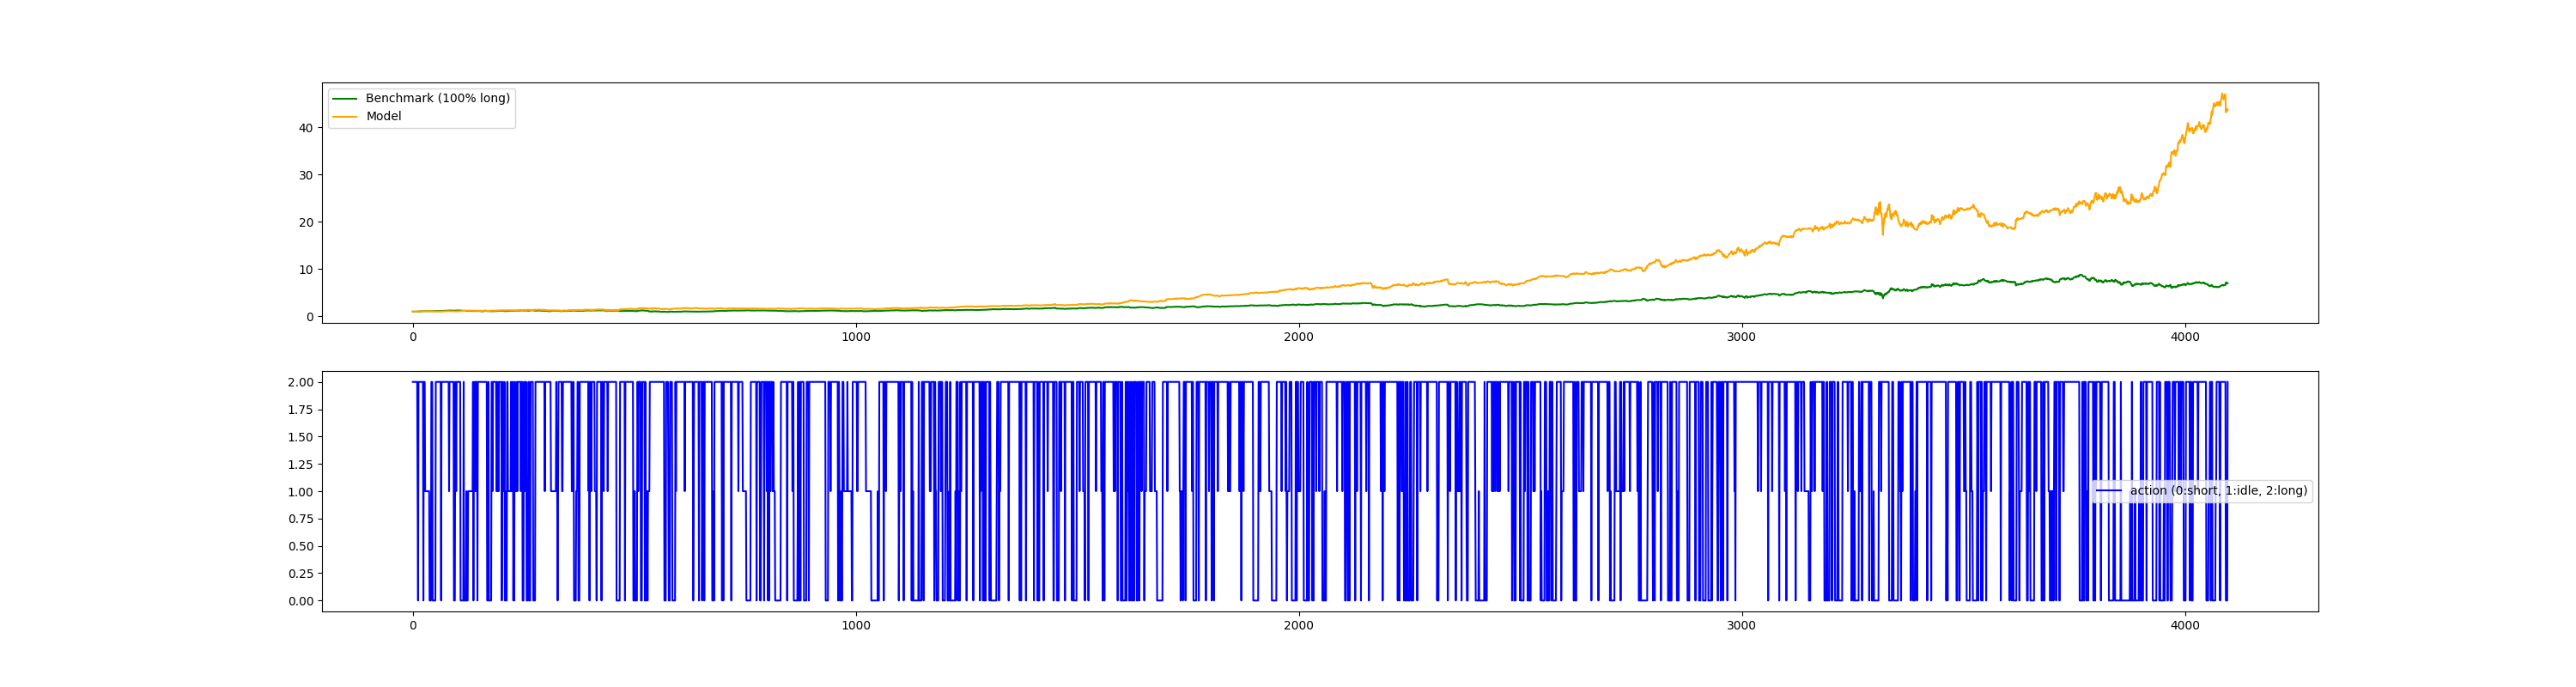 Benchmark (100% long)
Model
40
30
20
10
0
0 1000 2000 3000 4000
2.00
1.75
1.50
1.25
1.00
0.75
0.50
0.25
0.00
action (0:short, 1:idle, 2:long)
0 1000 2000 3000 4000